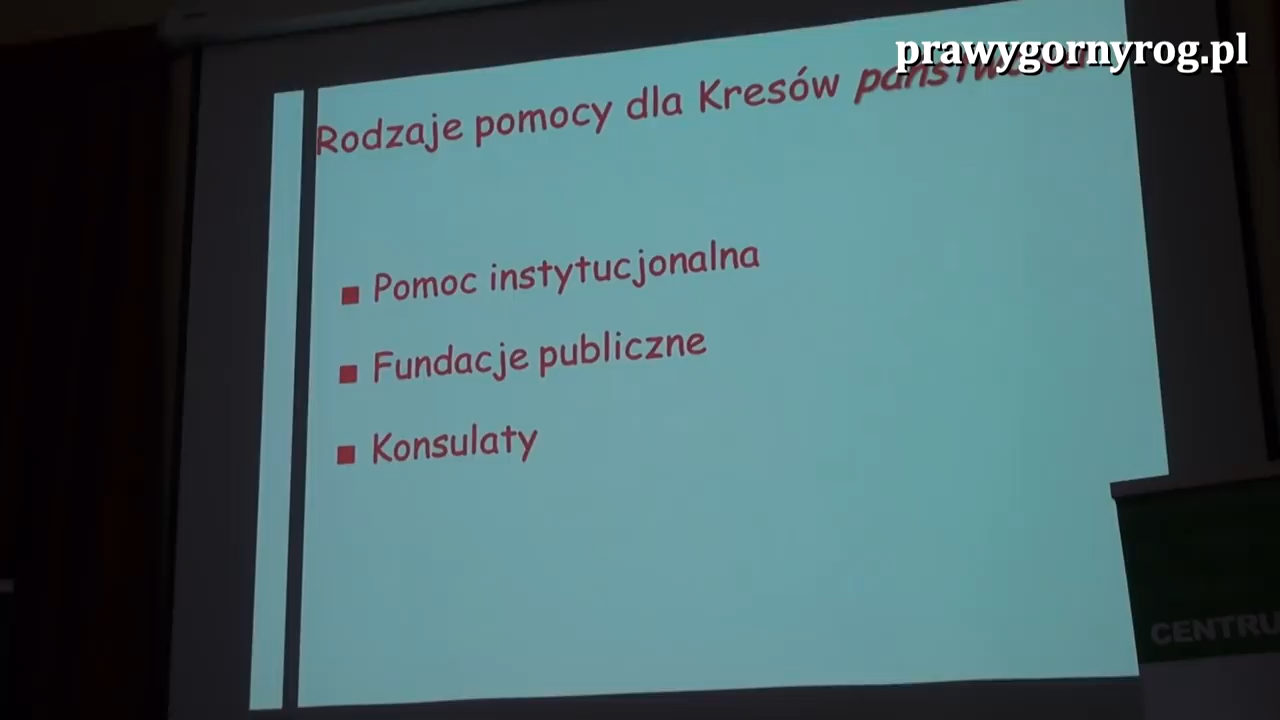 prawygornyrog.pl
Rodzaje pomocy dla Kresów
Pomoc instytucjonalna
Fundacje publiczne
Konsulaty